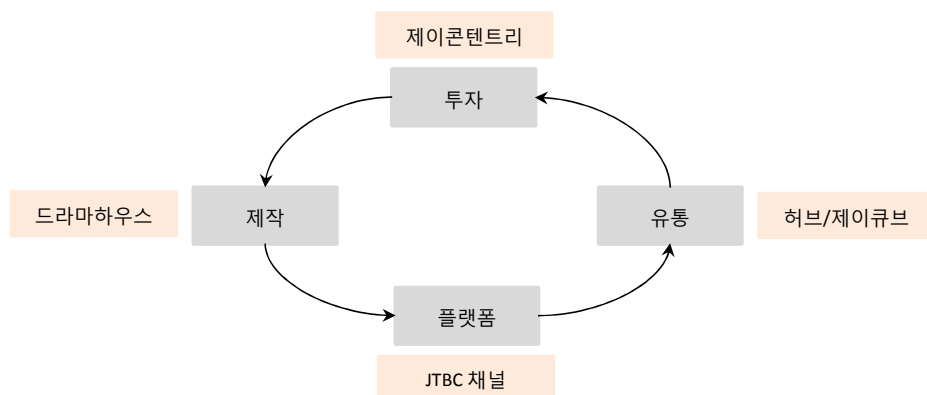 제이콘텐트리
투자
드라마하우스
제작
유통
허브/제이큐브
플랫폼
JTBC 채널